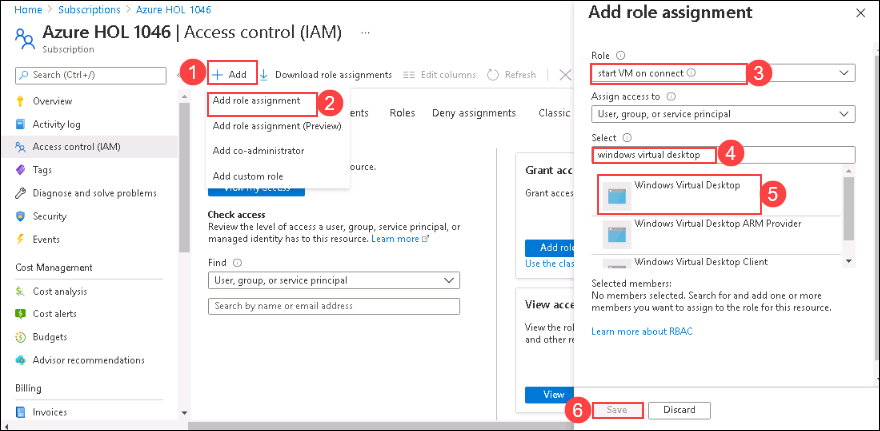 Home > Subscriptions > Azure HOL 1046
Azure HOL 1046 | Access control (IAM) ...
Subscription
Search (Ctrl+/)
Overview
Activity log
Access control (IAM)
Tags
Diagnose and solve problems
Security
Events
Cost Management
Cost analysis
Cost alerts
Budgets
Advisor recommendations
Billing
Invoices
1
+ Add
Download role assignments
Edit columns
Refresh
Add role assignment
2
Add role assignment (Preview)
Add co-administrator
Add custom role
ents
Roles
Deny assignments
Classic
ource.
View my access
Check access
Review the level of access a user, group, service principal, or
managed identity has to this resource. Learn more
Find
User, group, or service principal
Search by name or email address
Grant acce
Grant access
Add role
Use the class
View acce
View the rol
and other re
View
Add role assignment
Role
start VM on connect
3
Assign access to
User, group, or service principal
Select
windows virtual desktop
4
Windows Virtual Desktop
5
Windows Virtual Desktop ARM Provider
Windows Virtual Desktop Client
Selected members:
No members selected. Search for and add one or more
members you want to assign to the role for this resource.
Learn more about RBAC
6
Save
Discard